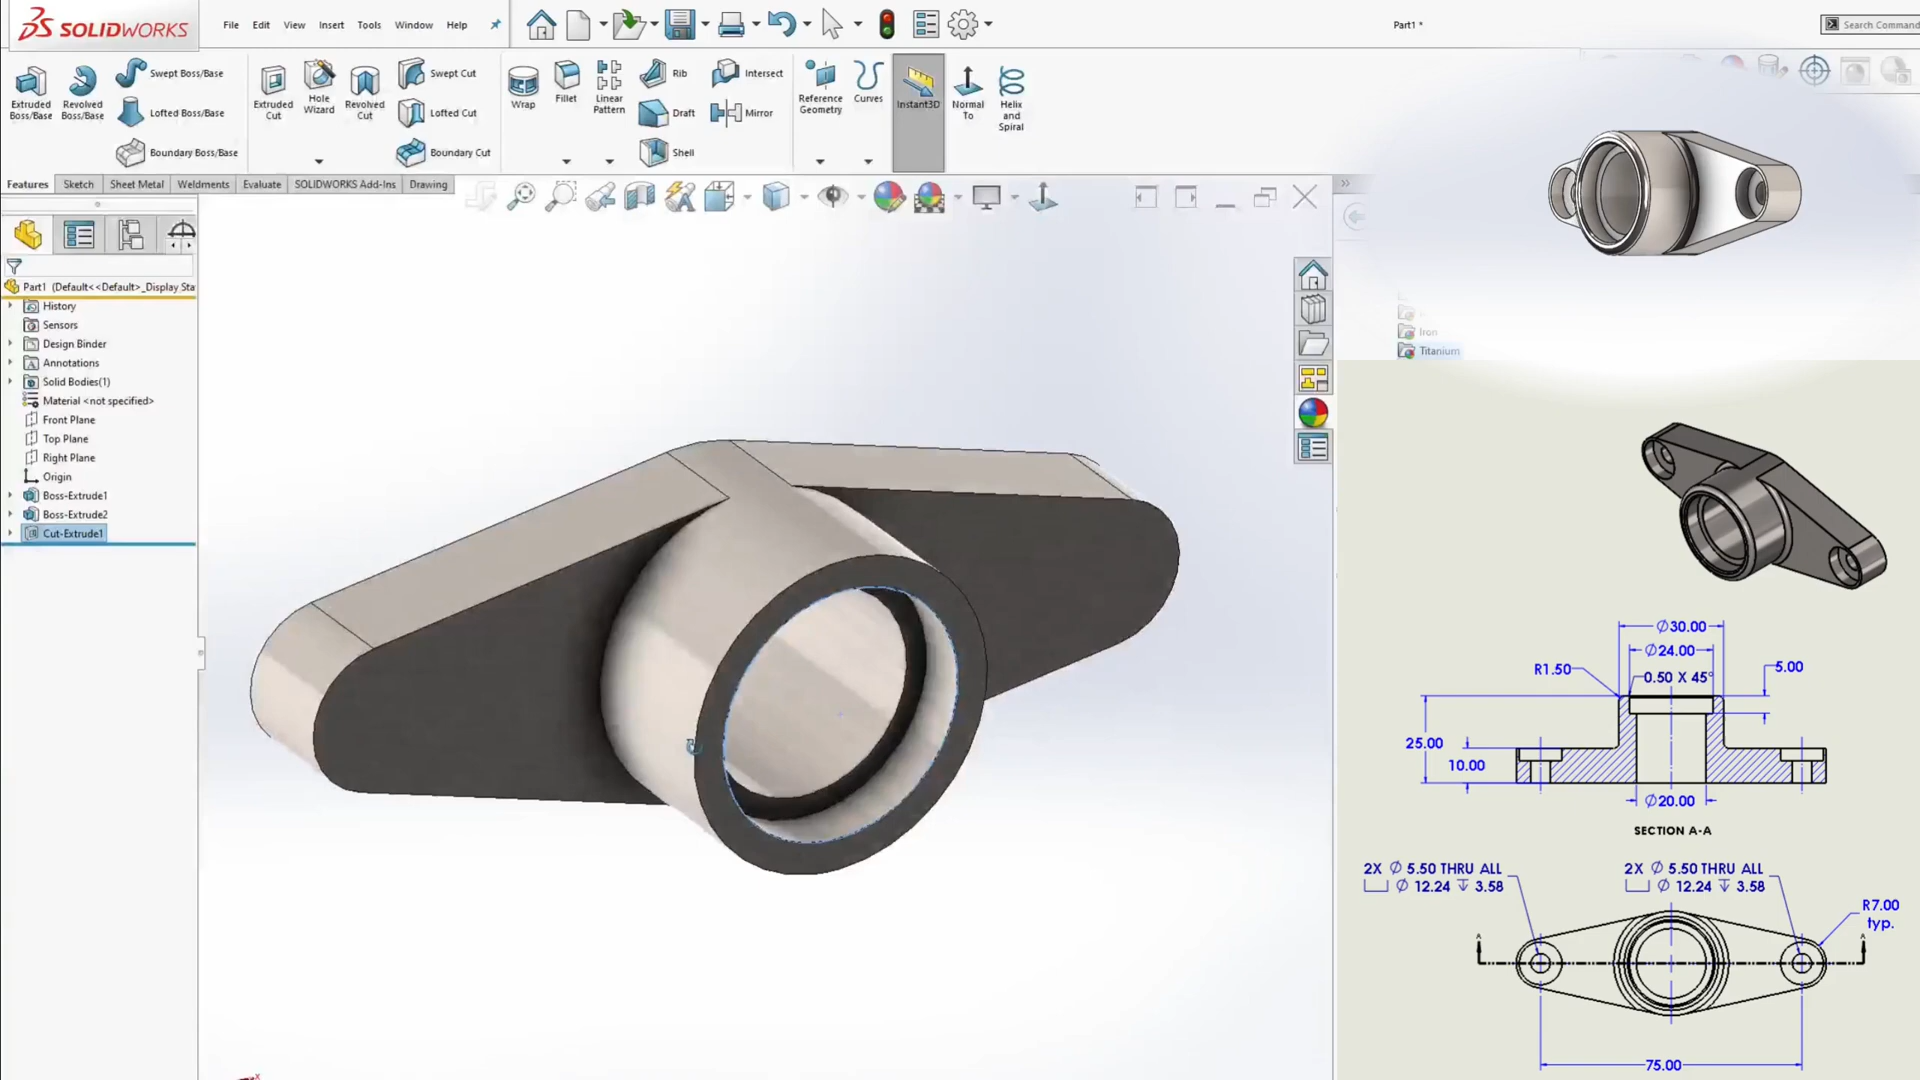 SOLIDWORKS
File Edit View Insert Tools Window Help
Part1 *
Search Command
Extruded Boss/Base
Revolved Boss/Base
Swept Boss/Base
Lofted Boss/Base
Boundary Boss/Base
Extruded Cut
Hole Wizard
Revolved Cut
Swept Cut
Lofted Cut
Boundary Cut
Wrap
Fillet
Linear Pattern
Rib
Draft
Shell
Intersect
Mirror
Reference Geometry
Curves
Instant3D
Normal To
Helix and Spiral
Features Sketch Sheet Metal Weldments Evaluate SOLIDWORKS Add-Ins Drawing
Part1 (Default<<Default>_Display Sta
History
Sensors
Design Binder
Annotations
Solid Bodies(1)
Material <not specified>
Front Plane
Top Plane
Right Plane
Origin
Boss-Extrude1
Boss-Extrude2
Cut-Extrude1
Iron
Titanium
∅30.00
∅24.00
R1.50
0.50 X 45°
5.00
25.00
10.00
∅20.00
SECTION A-A
2X ∅ 5.50 THRU ALL
⌴ ∅ 12.24 ↧ 3.58
2X ∅ 5.50 THRU ALL
⌴ ∅ 12.24 ↧ 3.58
R7.00
typ.
A
A
75.00